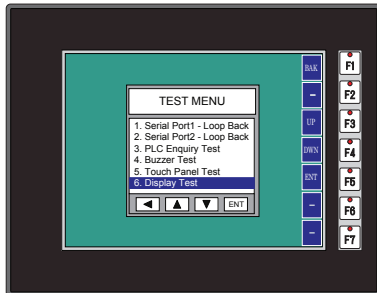 TEST MENU
1. Serial Port1 - Loop Back
2. Serial Port2 - Loop Back
3. PLC Enquiry Test
4. Buzzer Test
5. Touch Panel Test
6. Display Test
ENT
BAK
–
UP
DWN
ENT
–
–
F1
F2
F3
F4
F5
F6
F7